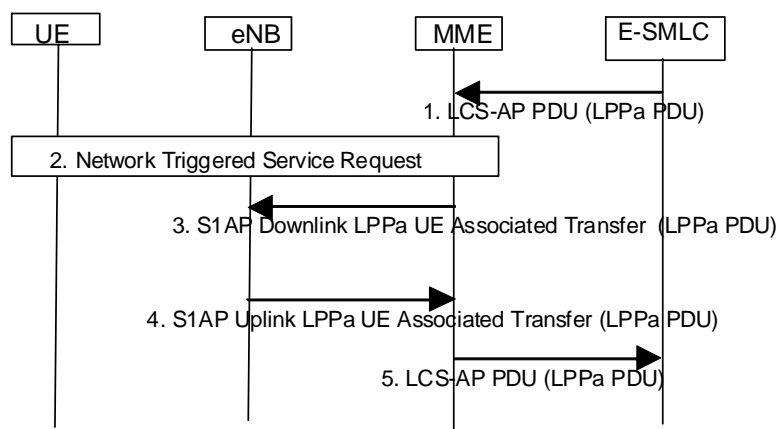 UE
eNB
MME
E-SMLC
1. LCS-AP PDU (LPPa PDU)
2. Network Triggered Service Request
3. S1AP Downlink LPPa UE Associated Transfer (LPPa PDU)
4. S1AP Uplink LPPa UE Associated Transfer (LPPa PDU)
5. LCS-AP PDU (LPPa PDU)